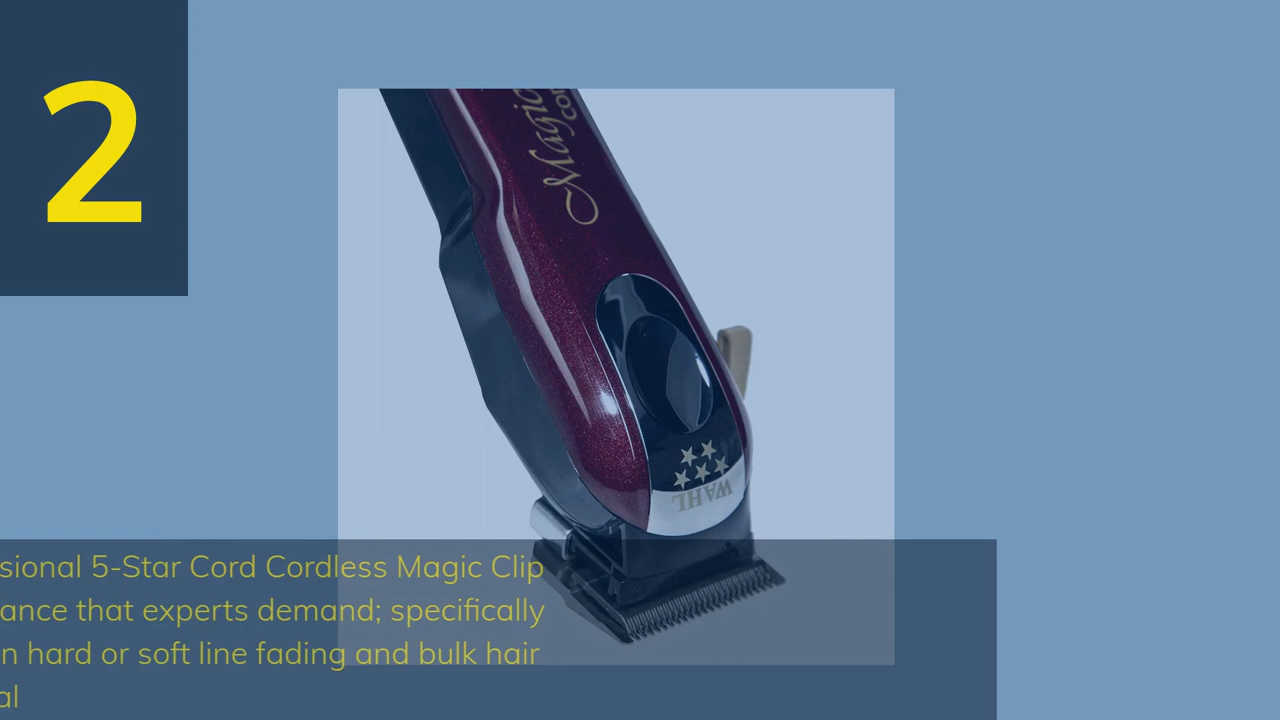 2
Magic
cor
WAHL
sional 5-Star Cord Cordless Magic Clip
ance that experts demand; specifically
n hard or soft line fading and bulk hair
al